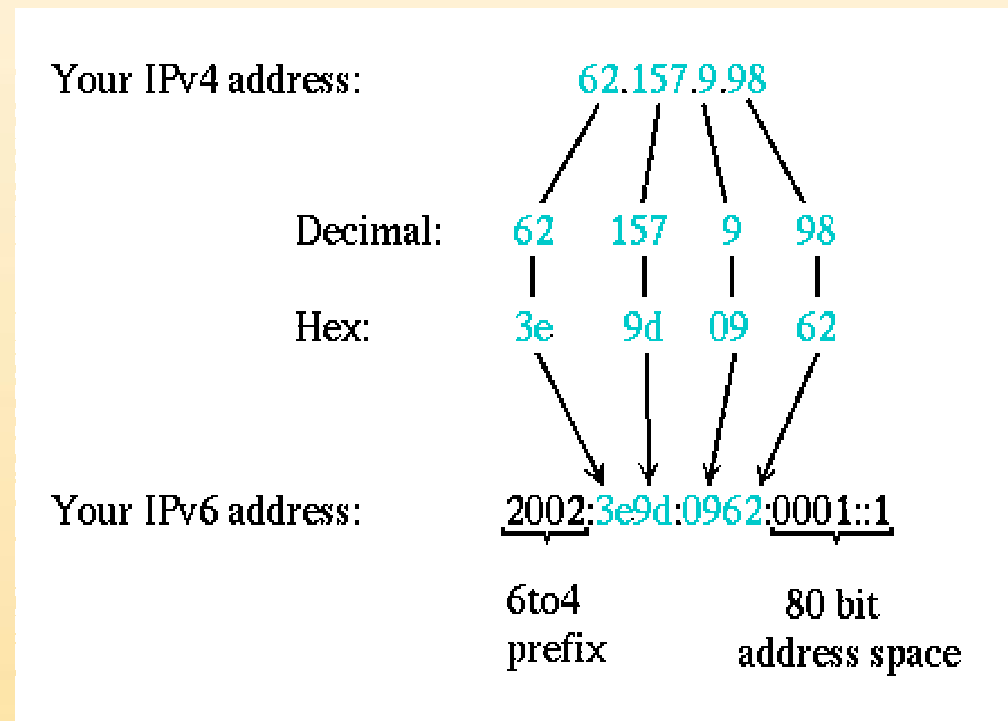 Your IPv4 address: 62.157.9.98
Decimal: 62 157 9 98
Hex: 3e 9d 09 62
Your IPv6 address: 2002:3e9d:0962:0001::1
6to4 80 bit
prefix address space